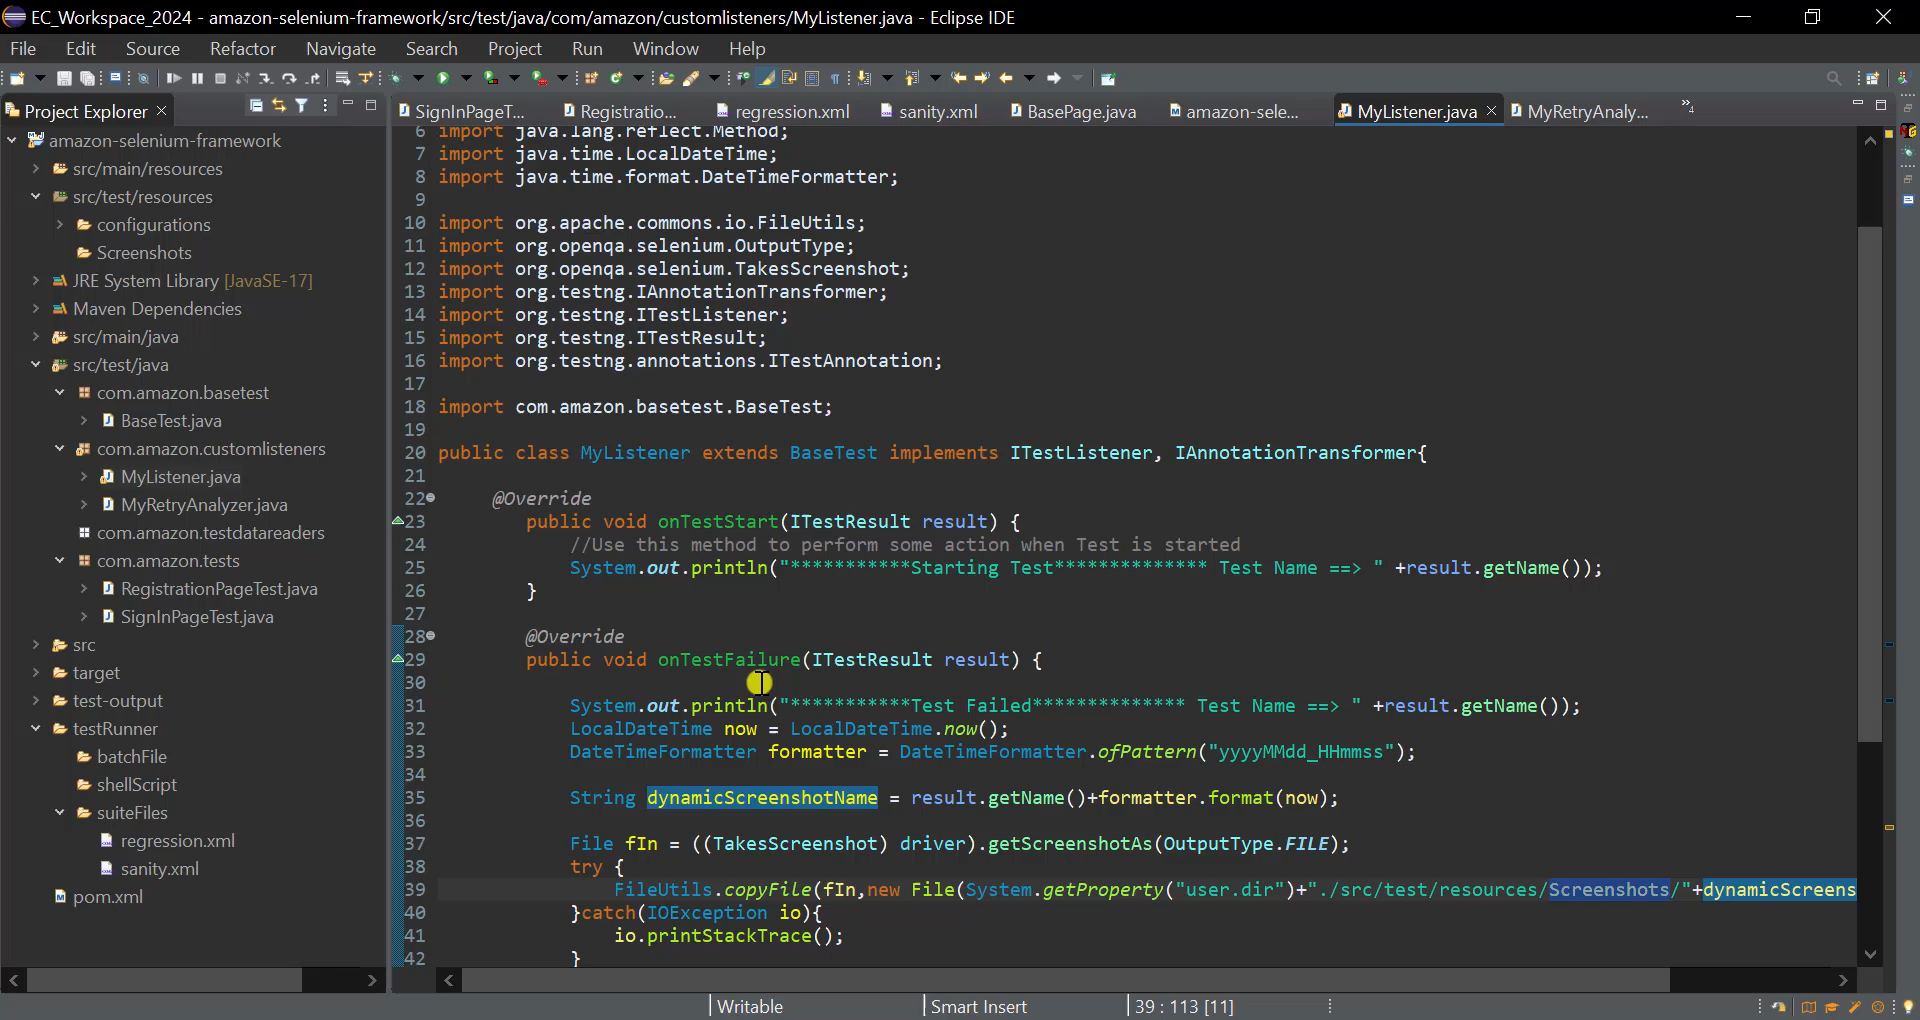 EC_Workspace_2024 - amazon-selenium-framework/src/test/java/com/amazon/customlisteners/MyListener.java - Eclipse IDE
File Edit Source Refactor Navigate Search Project Run Window Help
Project Explorer
SignInPageT... Registratio... regression.xml sanity.xml BasePage.java amazon-sele... MyListener.java MyRetryAnaly... 4
amazon-selenium-framework
src/main/resources
src/test/resources
configurations
Screenshots
JRE System Library [JavaSE-17]
Maven Dependencies
src/main/java
src/test/java
com.amazon.basetest
BaseTest.java
com.amazon.customlisteners
MyListener.java
MyRetryAnalyzer.java
com.amazon.testdatareaders
com.amazon.tests
RegistrationPageTest.java
SignInPageTest.java
src
target
test-output
testRunner
batchFile
shellScript
suiteFiles
regression.xml
sanity.xml
pom.xml
6 import java.lang.reflect.Method;
7 import java.time.LocalDateTime;
8 import java.time.format.DateTimeFormatter;
9
10 import org.apache.commons.io.FileUtils;
11 import org.openqa.selenium.OutputType;
12 import org.openqa.selenium.TakesScreenshot;
13 import org.testng.IAnnotationTransformer;
14 import org.testng.ITestListener;
15 import org.testng.ITestResult;
16 import org.testng.annotations.ITestAnnotation;
17
18 import com.amazon.basetest.BaseTest;
19
20 public class MyListener extends BaseTest implements ITestListener, IAnnotationTransformer{
21
22 @Override
23 public void onTestStart(ITestResult result) {
24 //Use this method to perform some action when Test is started
25 System.out.println("***********Starting Test************** Test Name ==> " +result.getName());
26 }
27
28 @Override
29 public void onTestFailure(ITestResult result) {
30
31 System.out.println("***********Test Failed************** Test Name ==> " +result.getName());
32 LocalDateTime now = LocalDateTime.now();
33 DateTimeFormatter formatter = DateTimeFormatter.ofPattern("yyyyMMdd_HHmmss");
34
35 String dynamicScreenshotName = result.getName()+formatter.format(now);
36
37 File fIn = ((TakesScreenshot) driver).getScreenshotAs(OutputType.FILE);
38 try {
39 FileUtils.copyFile(fIn,new File(System.getProperty("user.dir")+"./src/test/resources/Screenshots/"+dynamicScreens
40 }catch(IOException io){
41 io.printStackTrace();
42 }
Writable Smart Insert 39 : 113 [11]